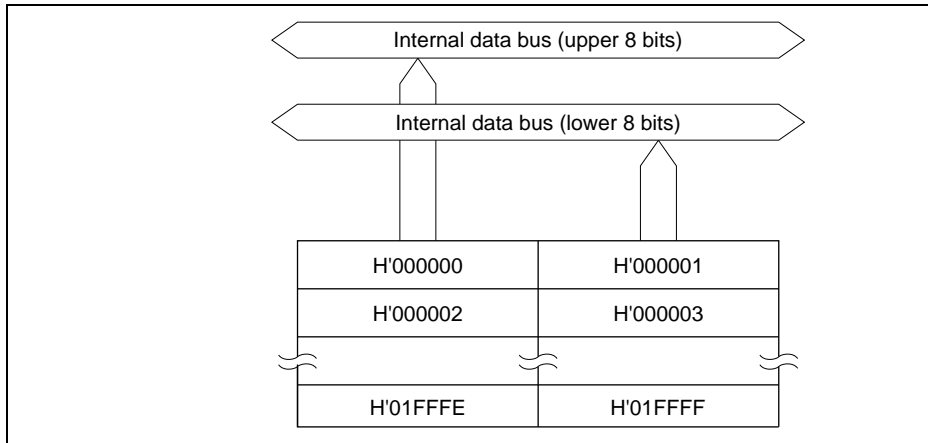 Internal data bus (upper 8 bits)
Internal data bus (lower 8 bits)
H'000000 H'000001
H'000002 H'000003
H'01FFFE H'01FFFF